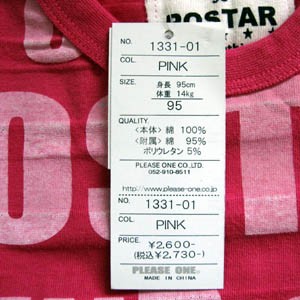 ROSTAR
NO. 1331-01
COL. PINK
SIZE. 身長 95cm
体重 14kg
95
QUALITY.
<本体> 綿 100%
<附属> 綿 95%
ポリウレタン 5%
PLEASE ONE CO.,LTD.
052-910-8511
http://www.please-one.co.jp
NO. 1331-01
COL. PINK
PRICE. ¥2,600-
(税込¥2,730-)
PLEASE ONE.
MADE IN CHINA